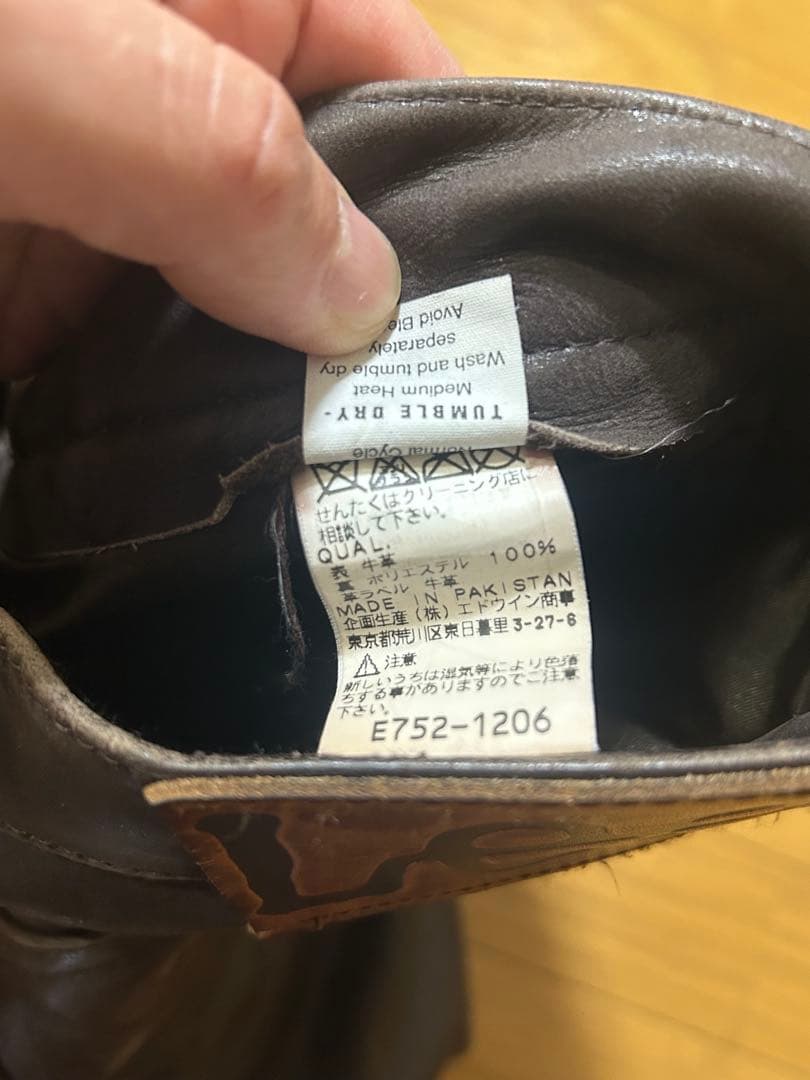 Avoid Ble
separately
Wash and tumble dry
Medium Heat
TUMBLE DRY-
Normal Cycle
せんたくはクリーニング店に
相談して下さい。
QUAL.
表 牛革
裏 ポリエステル 100%
革ラベル 牛革
MADE IN PAKISTAN
企画生産(株)エドウイン商事
東京都荒川区東日暮里3-27-6
⚠注意
新しいうちは湿気等により色落
ちする事がありますのでご注意
下さい。
E752-1206